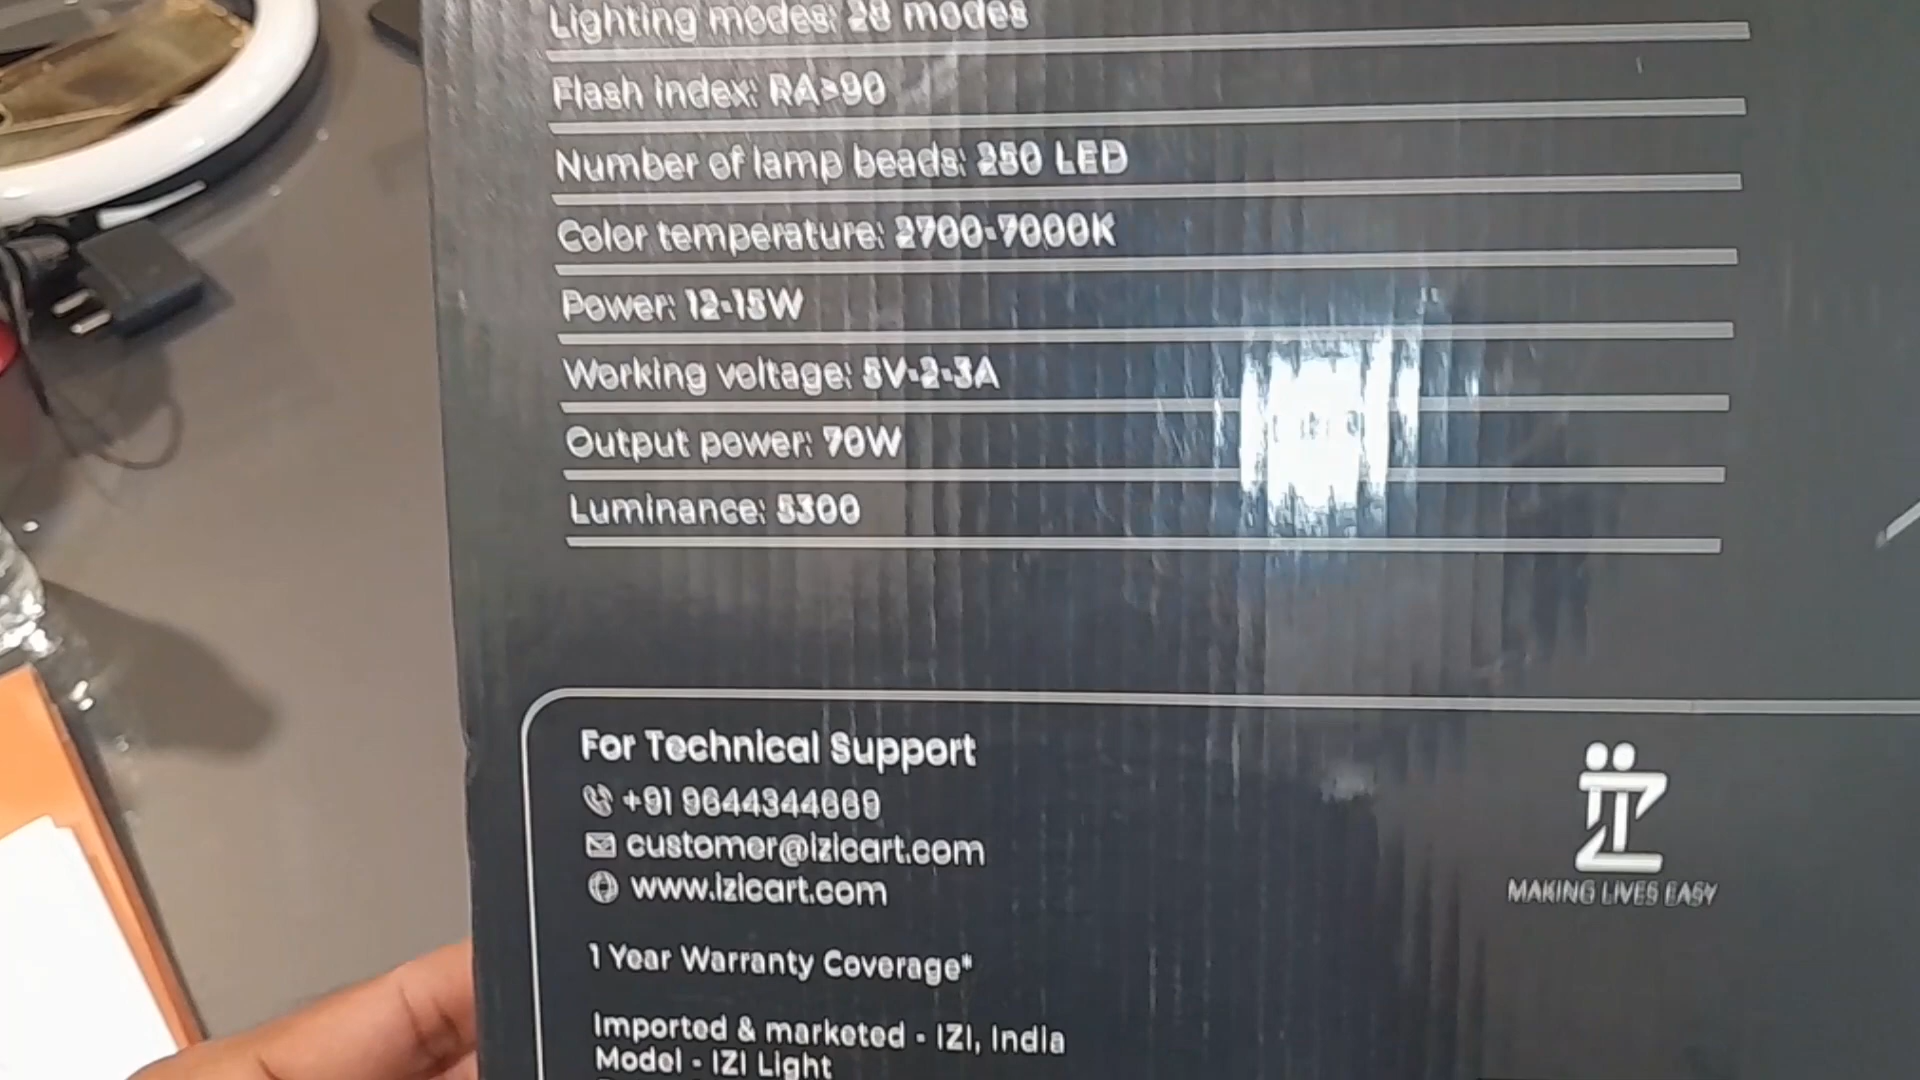 Lighting modes: 28 modes
Flash index: RA>90
Number of lamp beads: 250 LED
Color temperature: 2700-7000K
Power: 12-15W
Working voltage: 5V-2-3A
Output power: 70W
Luminance: 5300
For Technical Support
+91 9644344669
customer@izicart.com
www.izicart.com
1 Year Warranty Coverage*
Imported & marketed - IZI, India
Model - IZI Light
IZI
MAKING LIVES EASY